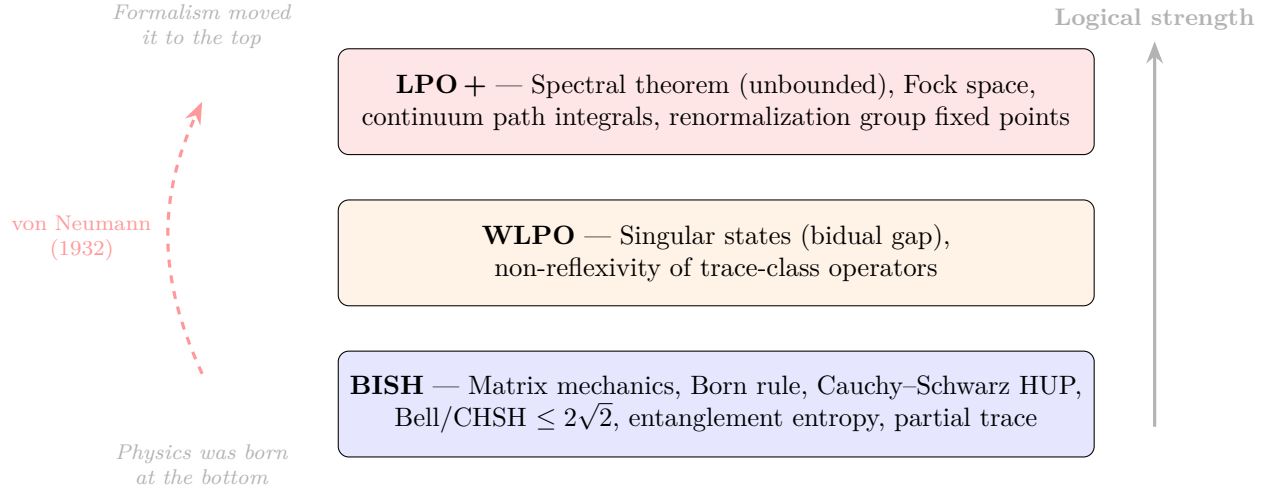 Formalism moved
it to the top
Logical strength
LPO + — Spectral theorem (unbounded), Fock space,
continuum path integrals, renormalization group fixed points
von Neumann
(1932)
WLPO — Singular states (bidual gap),
non-reflexivity of trace-class operators
BISH — Matrix mechanics, Born rule, Cauchy–Schwarz HUP,
Bell/CHSH ≤ 2√2, entanglement entropy, partial trace
Physics was born
at the bottom